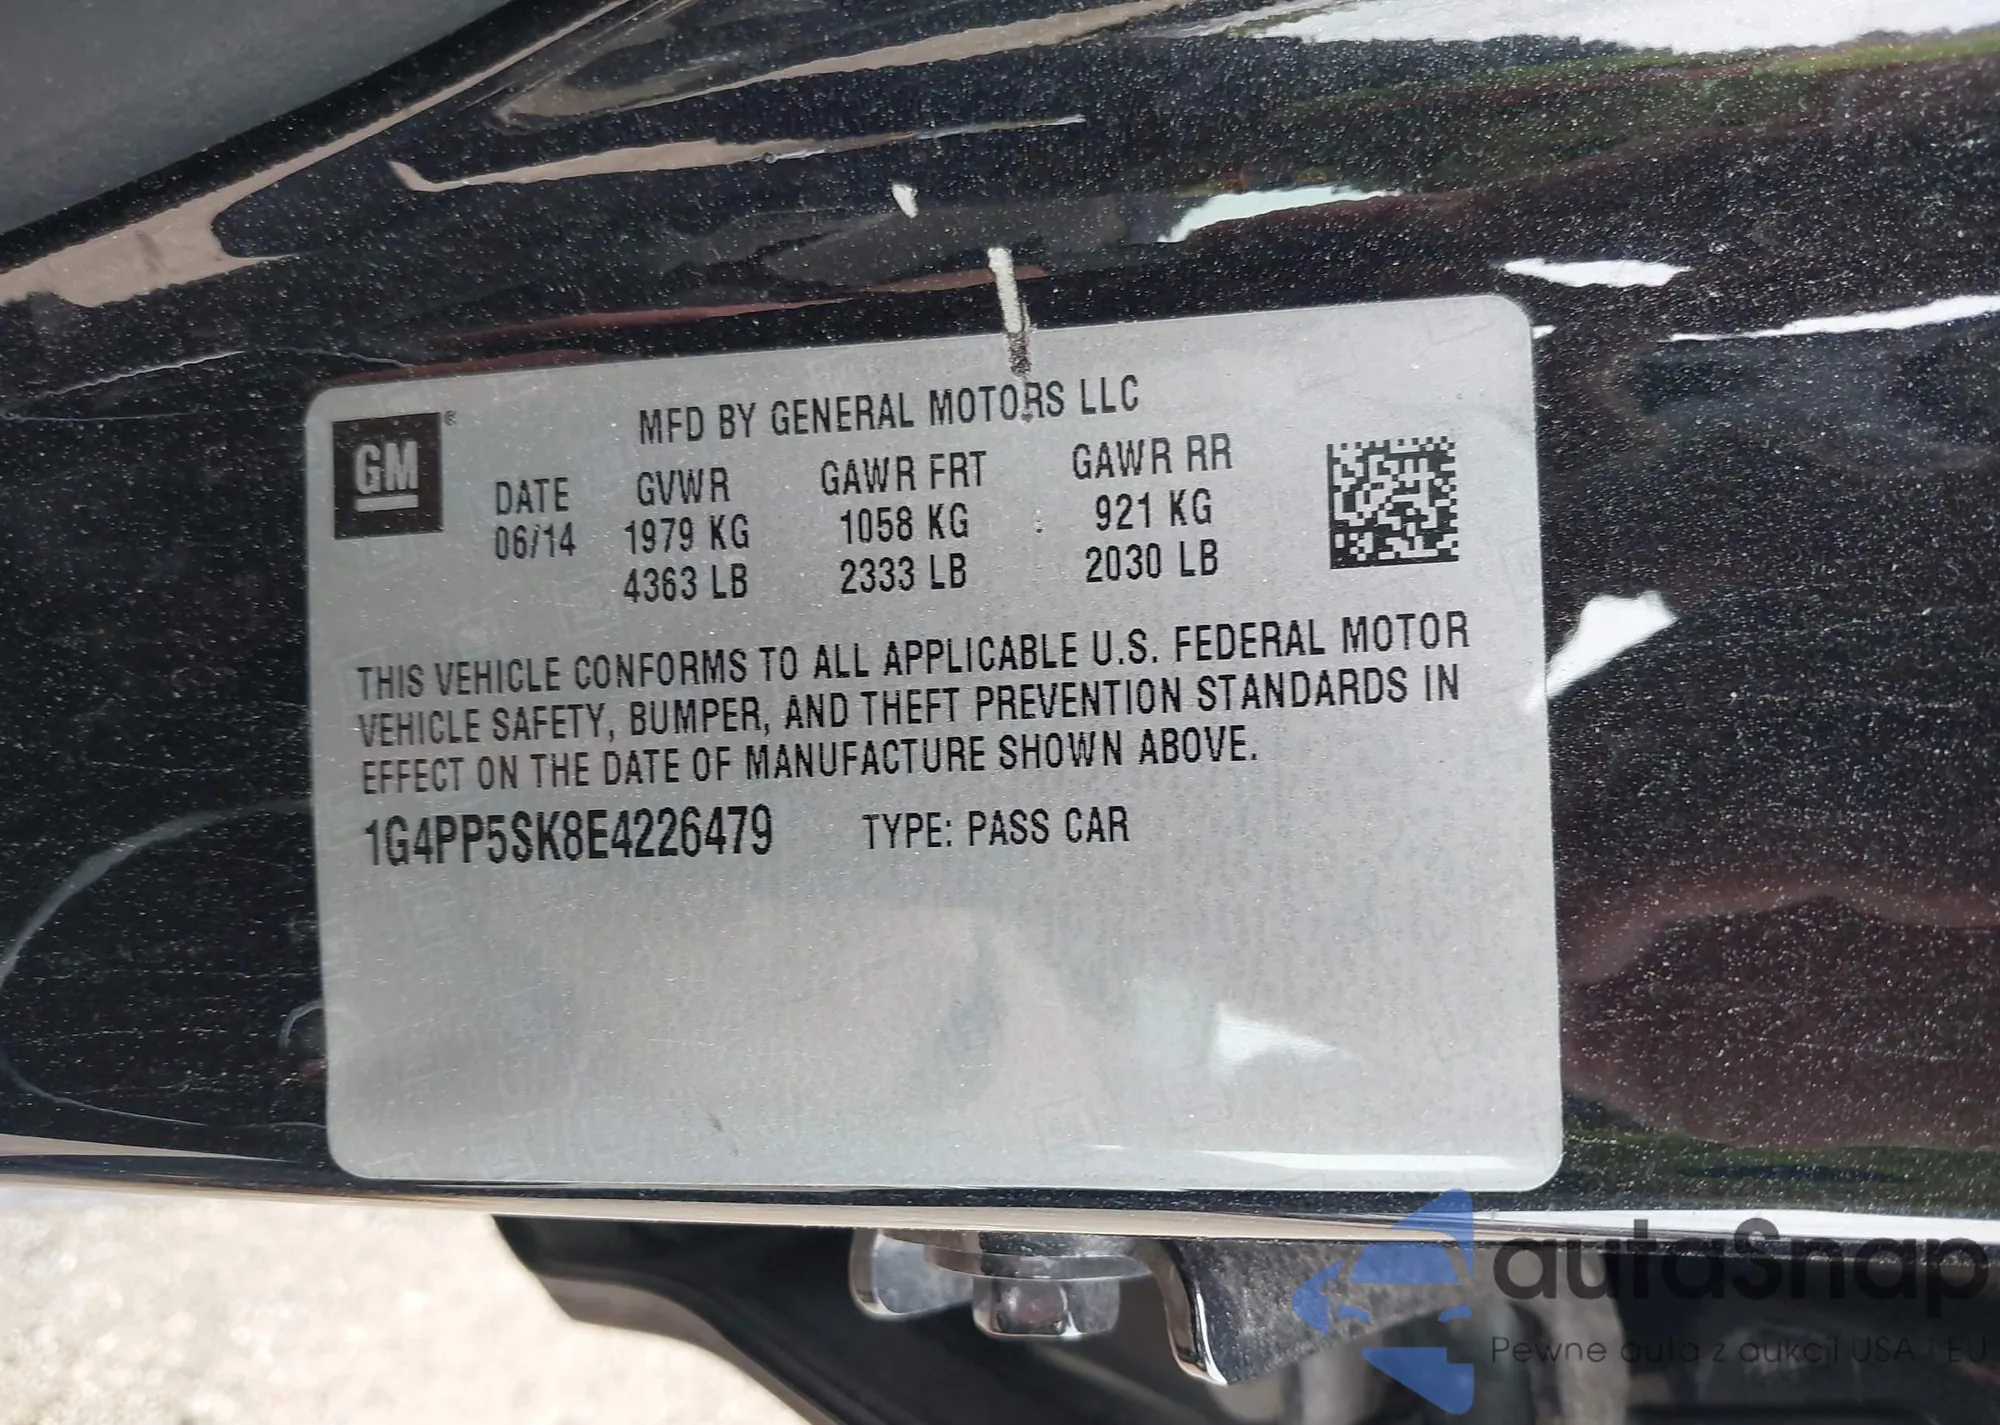 GM®
MFD BY GENERAL MOTORS LLC
DATE GVWR GAWR FRT GAWR RR
06/14 1979 KG 1058 KG 921 KG
4363 LB 2333 LB 2030 LB
THIS VEHICLE CONFORMS TO ALL APPLICABLE U.S. FEDERAL MOTOR
VEHICLE SAFETY, BUMPER, AND THEFT PREVENTION STANDARDS IN
EFFECT ON THE DATE OF MANUFACTURE SHOWN ABOVE.
1G4PP5SK8E4226479 TYPE: PASS CAR
autaSnap
Pewne auta z aukcji USA i EU